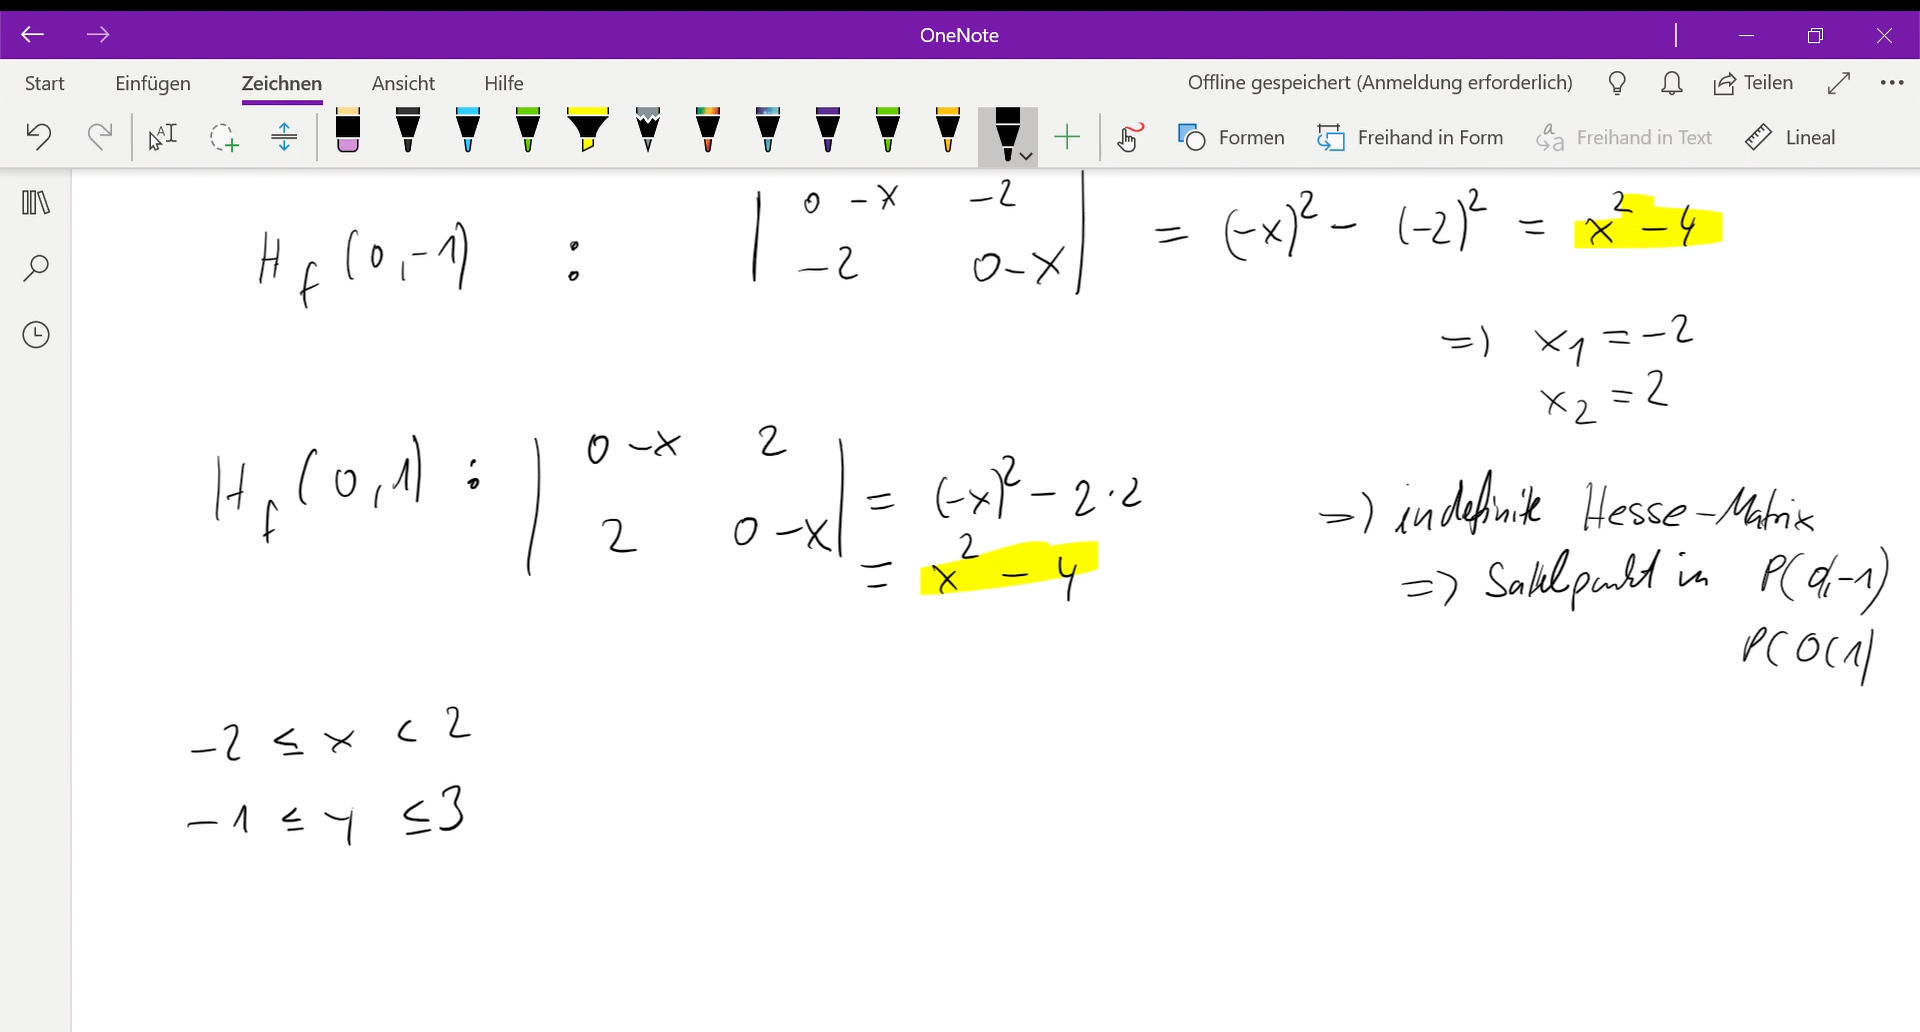 OneNote
Start Einfügen Zeichnen Ansicht Hilfe Offline gespeichert (Anmeldung erforderlich) Teilen
Formen Freihand in Form Freihand in Text Lineal
H_f (0,-1) : | 0-x -2 | = (-x)² - (-2)² = x² - 4
-2 0-x
=> x₁ = -2
x₂ = 2
H_f (0,1) : | 0-x 2 | = (-x)² - 2·2
2 0-x
= x² - 4
=> indefinite Hesse-Matrix
=> Sattelpunkt in P(0,-1)
P(0(1)
-2 ≤ x < 2
-1 ≤ y ≤ 3